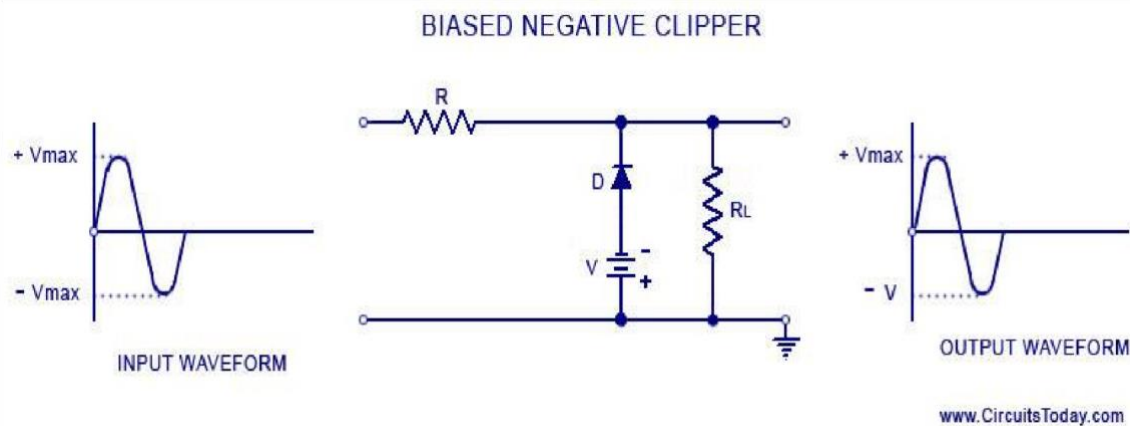 BIASED NEGATIVE CLIPPER
R
+ Vmax
- Vmax
INPUT WAVEFORM
D
V
-
+
RL
+ Vmax
- V
OUTPUT WAVEFORM
www.CircuitsToday.com